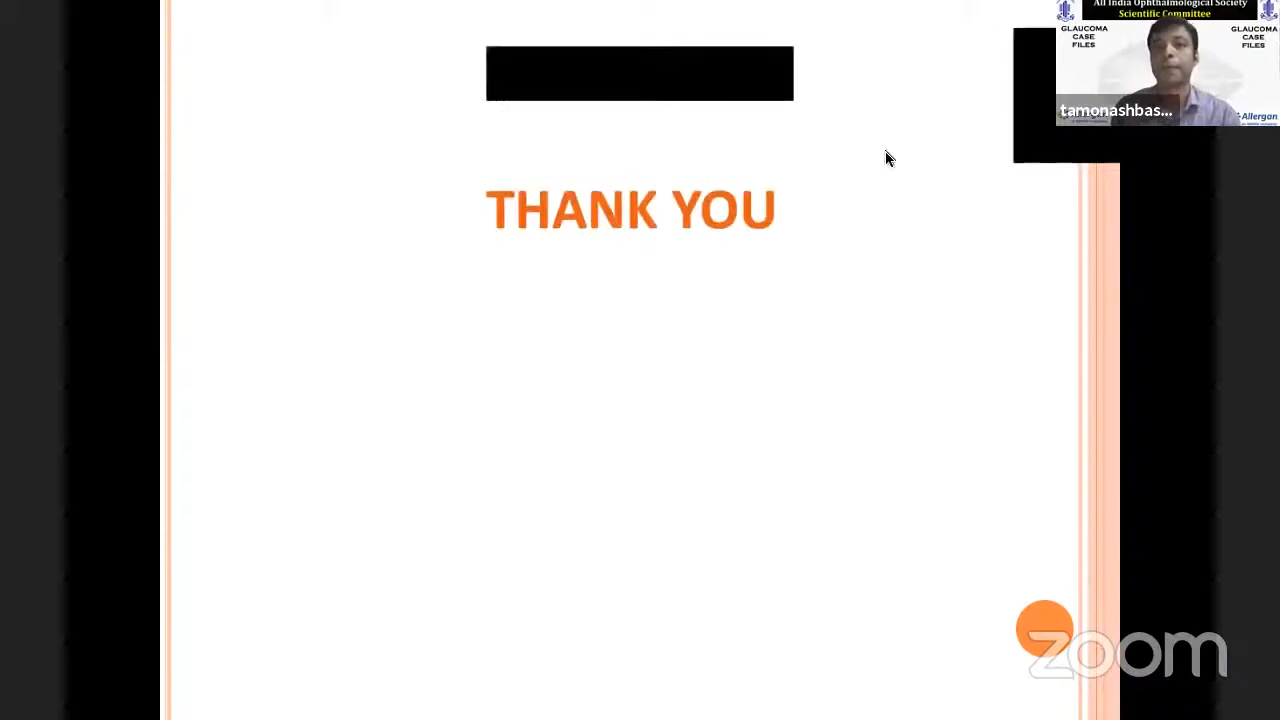 All India Ophthalmological Society
Scientific Committee
GLAUCOMA
CASE
FILES
GLAUCOMA
CASE
FILES
tamonashbas...
Allergan
THANK YOU
zoom